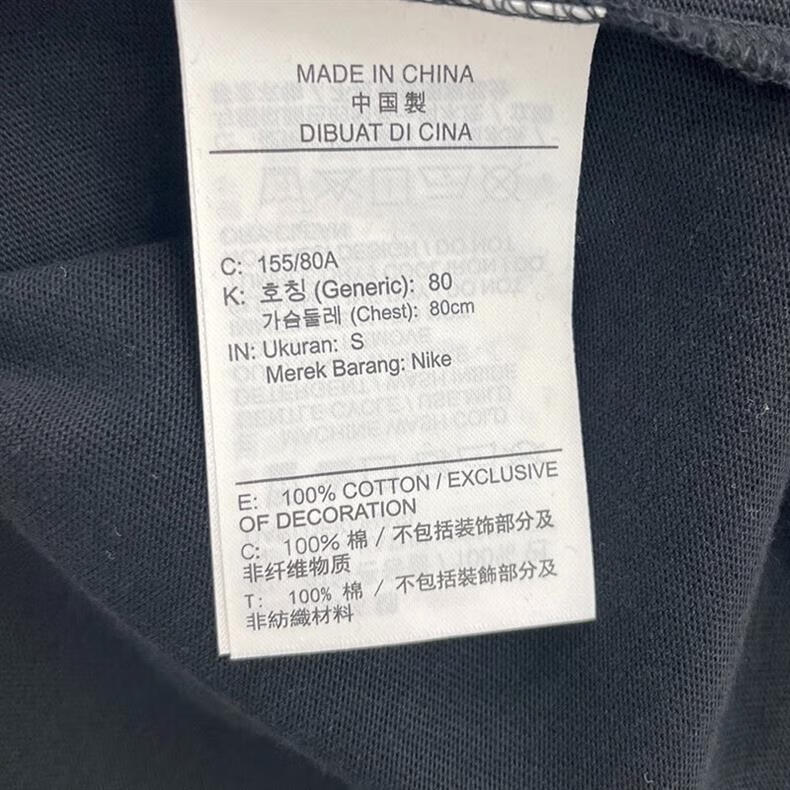 MADE IN CHINA
中国製
DIBUAT DI CINA
C: 155/80A
K: 호칭 (Generic): 80
가슴둘레 (Chest): 80cm
IN: Ukuran: S
Merek Barang: Nike
E: 100% COTTON / EXCLUSIVE
OF DECORATION
C: 100% 棉 / 不包括装饰部分及
非纤维物质
T: 100% 棉 / 不包括裝飾部分及
非紡織材料